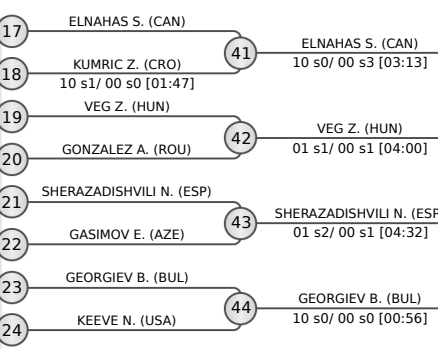 17
ELNAHAS S. (CAN)
41
ELNAHAS S. (CAN)
10 s0/ 00 s3 [03:13]
18
KUMRIC Z. (CRO)
10 s1/ 00 s0 [01:47]
19
VEG Z. (HUN)
42
VEG Z. (HUN)
01 s1/ 00 s1 [04:00]
20
GONZALEZ A. (ROU)
21
SHERAZADISHVILI N. (ESP)
43
SHERAZADISHVILI N. (ESP
01 s2/ 00 s1 [04:32]
22
GASIMOV E. (AZE)
23
GEORGIEV B. (BUL)
44
GEORGIEV B. (BUL)
10 s0/ 00 s0 [00:56]
24
KEEVE N. (USA)